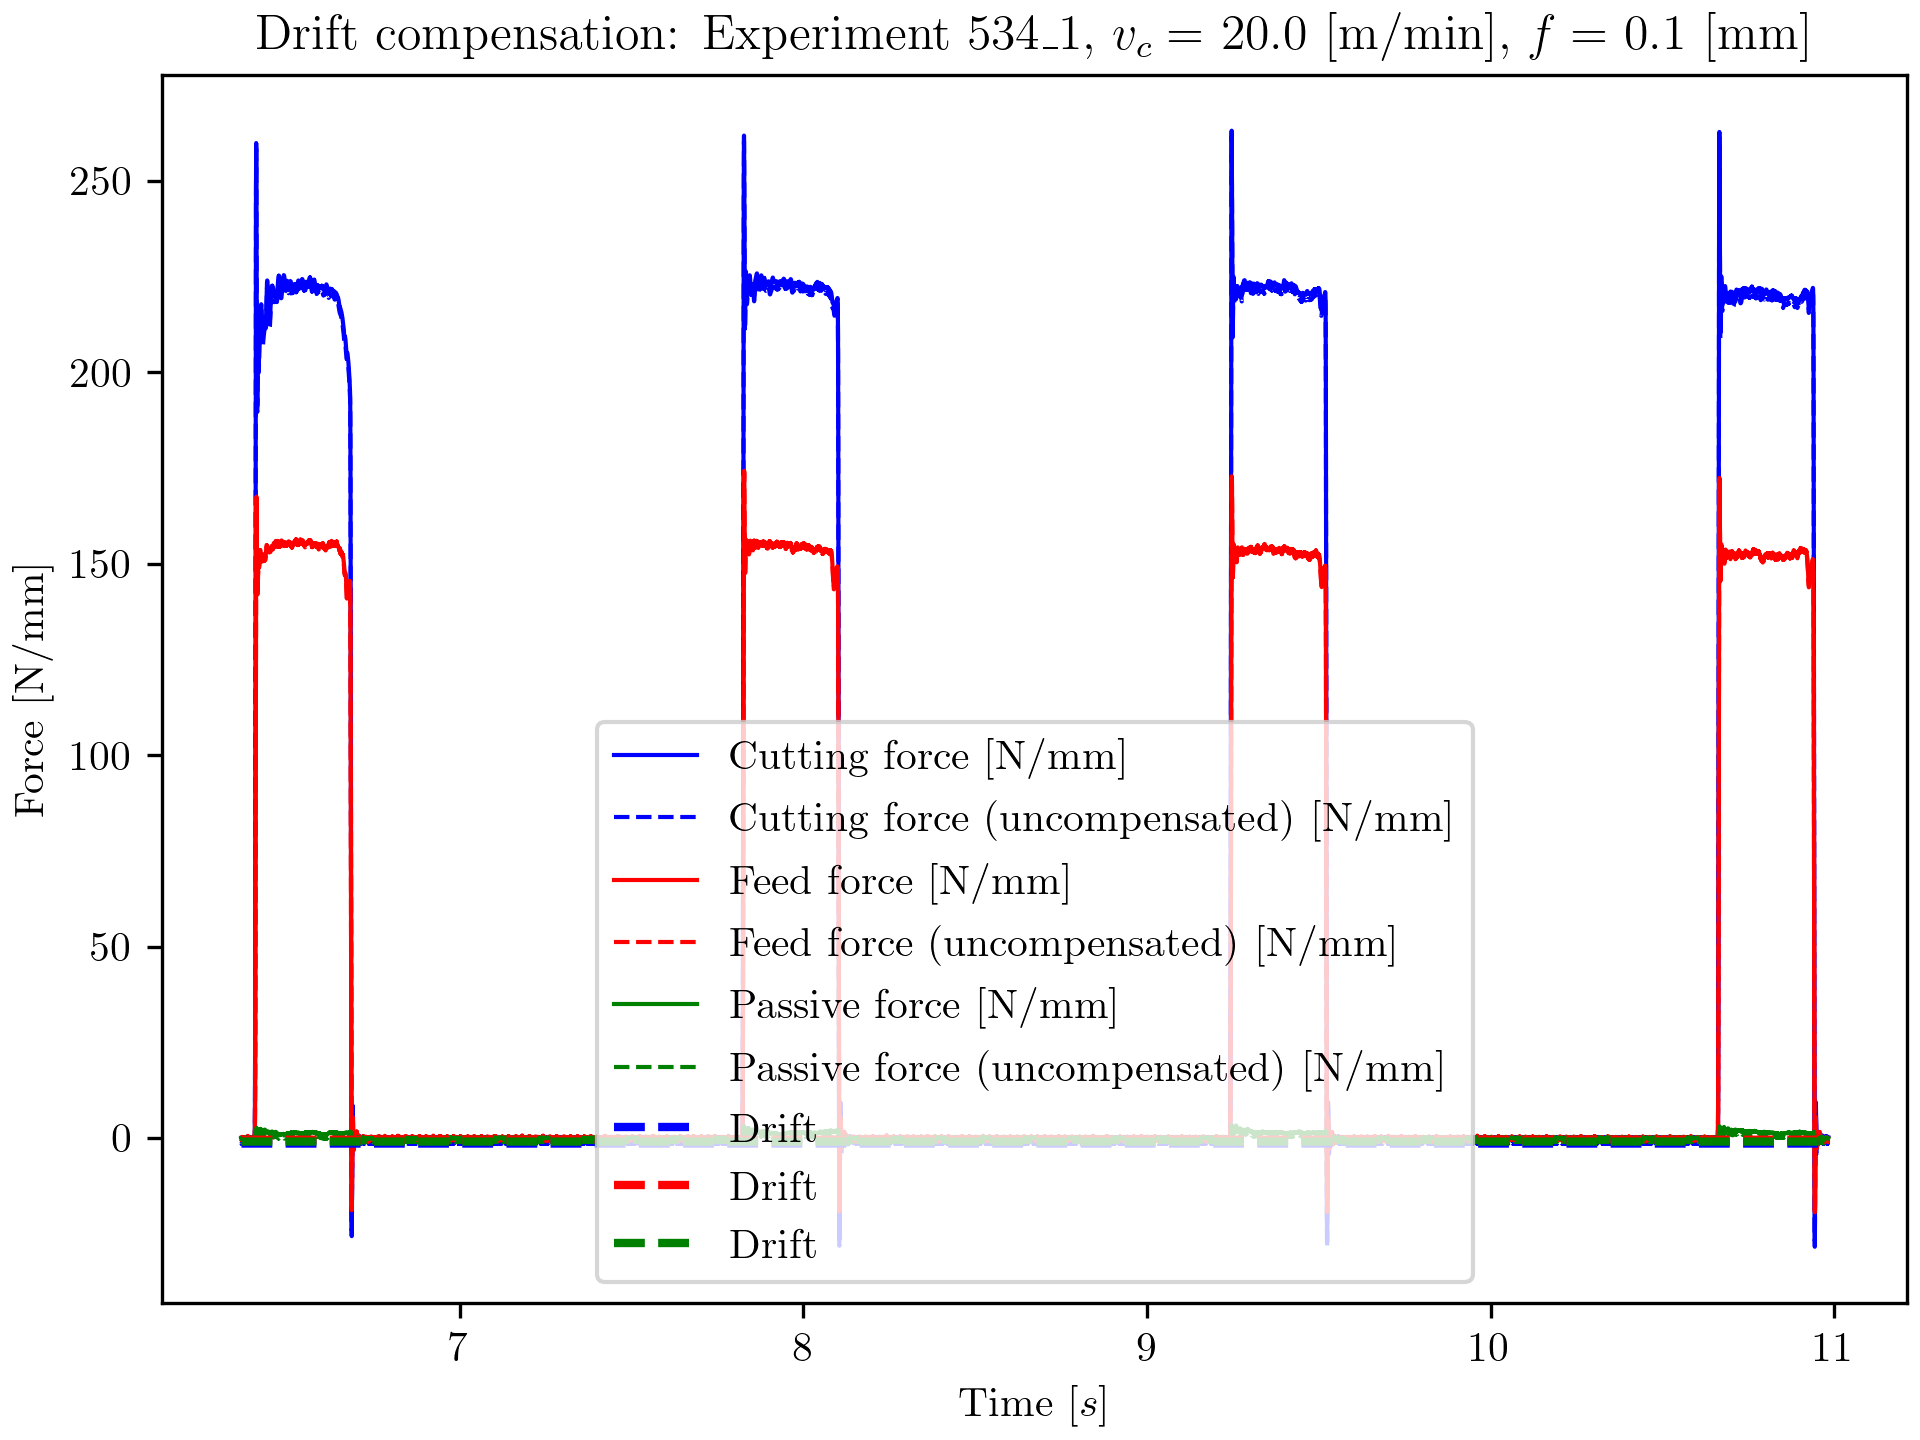 Drift compensation: Experiment 534_1, v_c = 20.0 [m/min], f = 0.1 [mm]
250
200
150
100
50
0
Force [N/mm]
Cutting force [N/mm]
Cutting force (uncompensated) [N/mm]
Feed force [N/mm]
Feed force (uncompensated) [N/mm]
Passive force [N/mm]
Passive force (uncompensated) [N/mm]
Drift
Drift
Drift
7 8 9 10 11
Time [s]